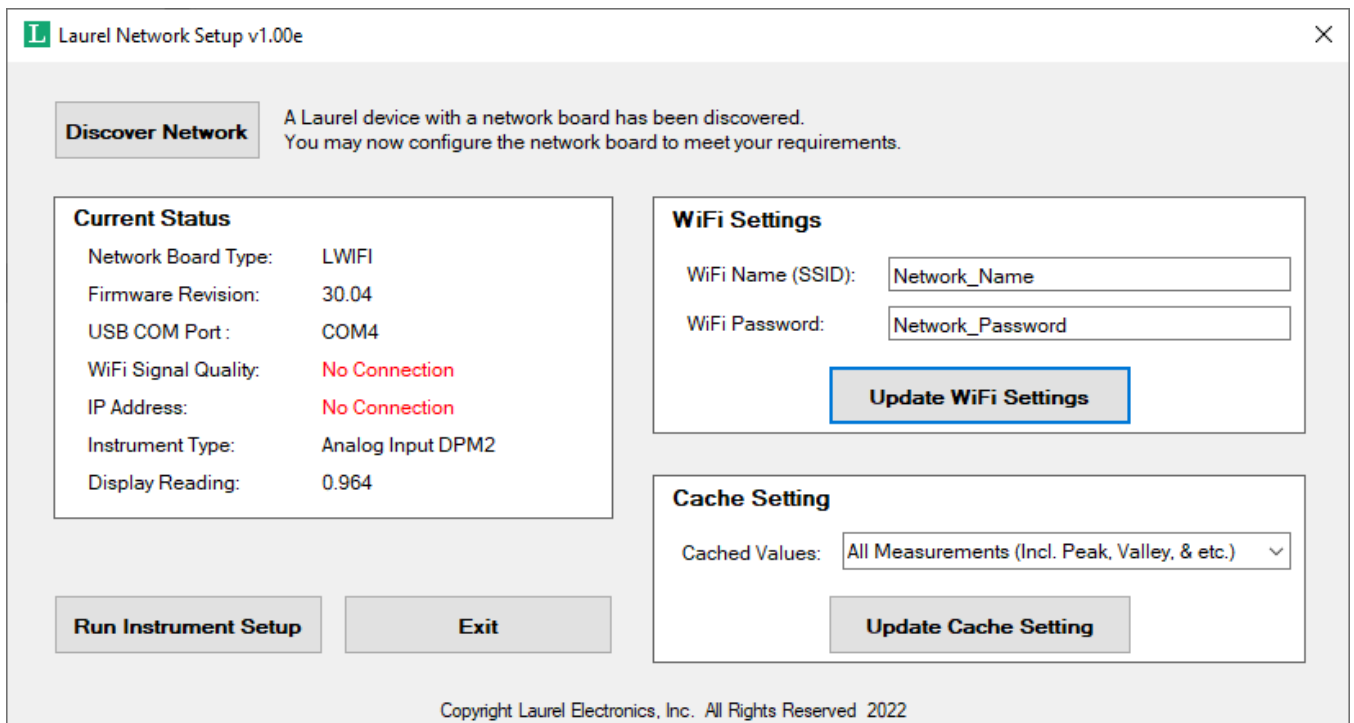 L Laurel Network Setup v1.00e
Discover Network
A Laurel device with a network board has been discovered.
You may now configure the network board to meet your requirements.
Current Status
Network Board Type: LWIFI
Firmware Revision: 30.04
USB COM Port : COM4
WiFi Signal Quality: No Connection
IP Address: No Connection
Instrument Type: Analog Input DPM2
Display Reading: 0.964
WiFi Settings
WiFi Name (SSID): Network_Name
WiFi Password: Network_Password
Update WiFi Settings
Cache Setting
Cached Values: All Measurements (Incl. Peak, Valley, & etc.)
Update Cache Setting
Run Instrument Setup
Exit
Copyright Laurel Electronics, Inc. All Rights Reserved 2022